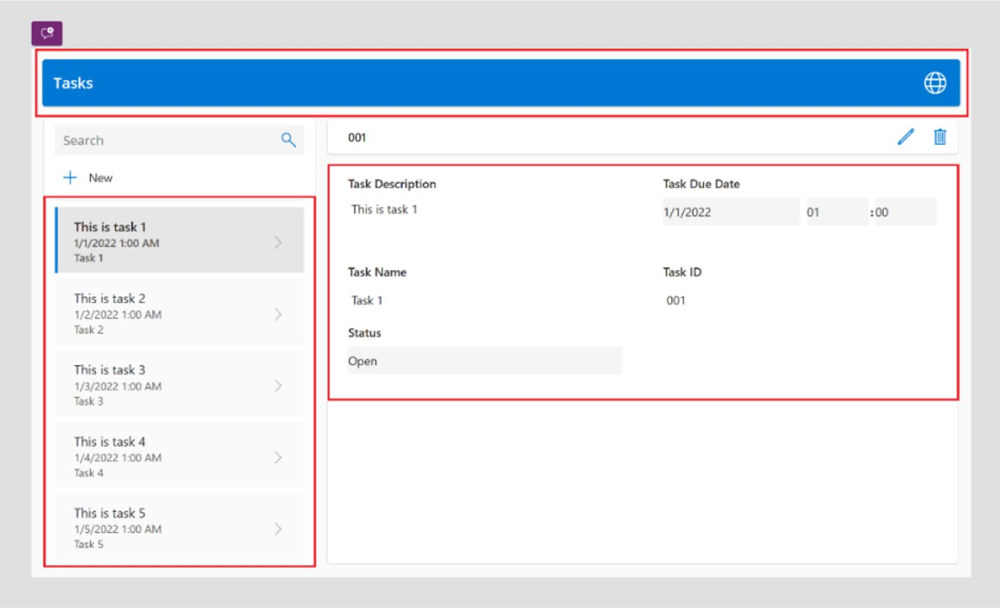 Tasks
Search
New
This is task 1
1/1/2022 1:00 AM
Task 1
This is task 2
1/2/2022 1:00 AM
Task 2
This is task 3
1/3/2022 1:00 AM
Task 3
This is task 4
1/4/2022 1:00 AM
Task 4
This is task 5
1/5/2022 1:00 AM
Task 5
001
Task Description
This is task 1
Task Due Date
1/1/2022 01 :00
Task Name
Task 1
Task ID
001
Status
Open